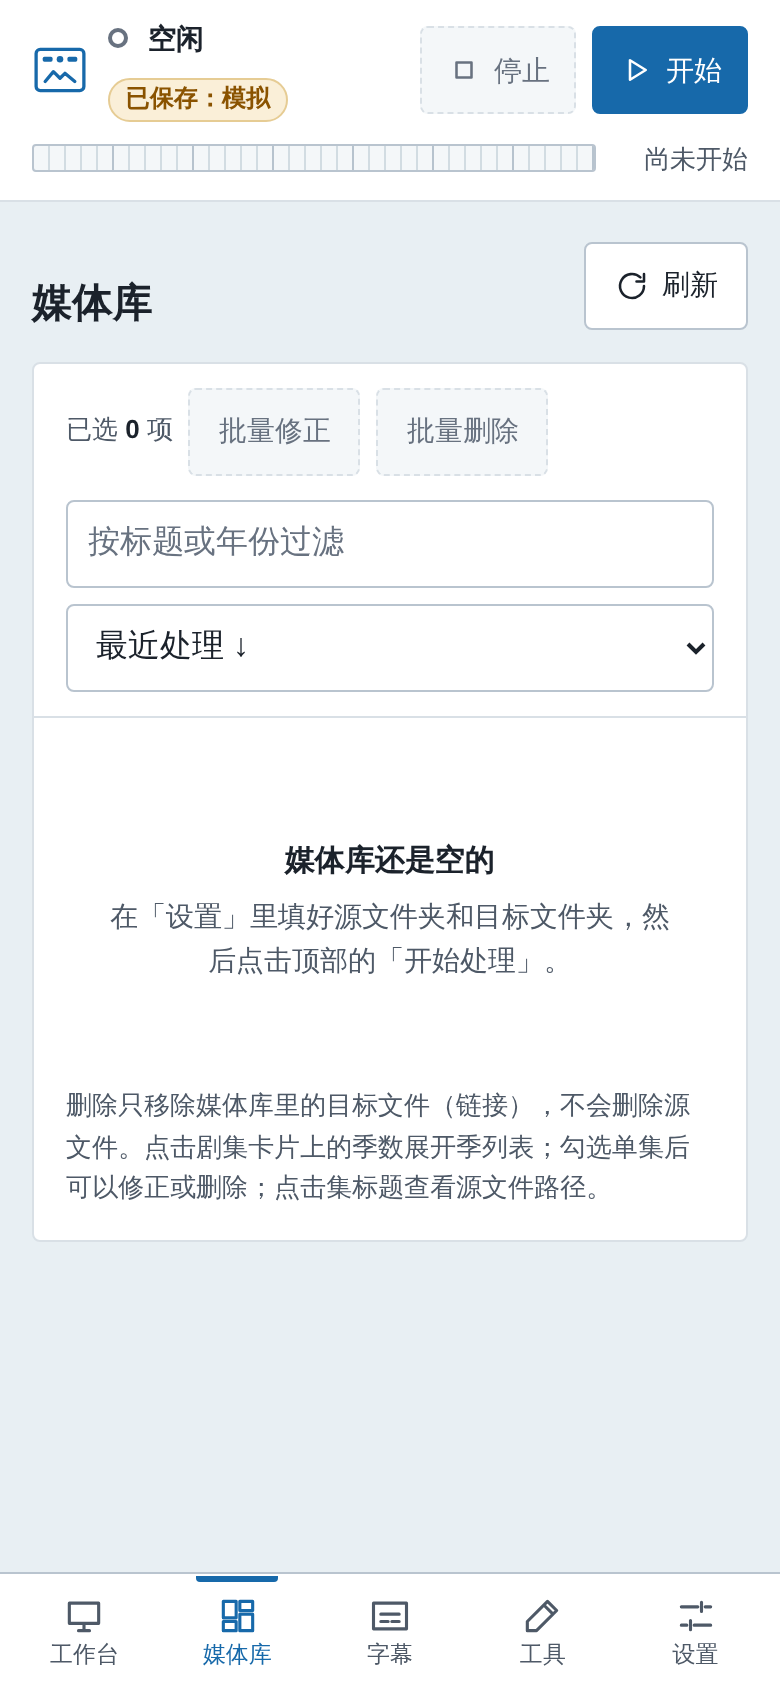 空闲
已保存：模拟
停止
开始
尚未开始
媒体库
刷新
已选 0 项
批量修正
批量删除
按标题或年份过滤
最近处理 ↓
媒体库还是空的
在「设置」里填好源文件夹和目标文件夹，然
后点击顶部的「开始处理」。
删除只移除媒体库里的目标文件（链接），不会删除源
文件。点击剧集卡片上的季数展开季列表；勾选单集后
可以修正或删除；点击集标题查看源文件路径。
工作台
媒体库
字幕
工具
设置